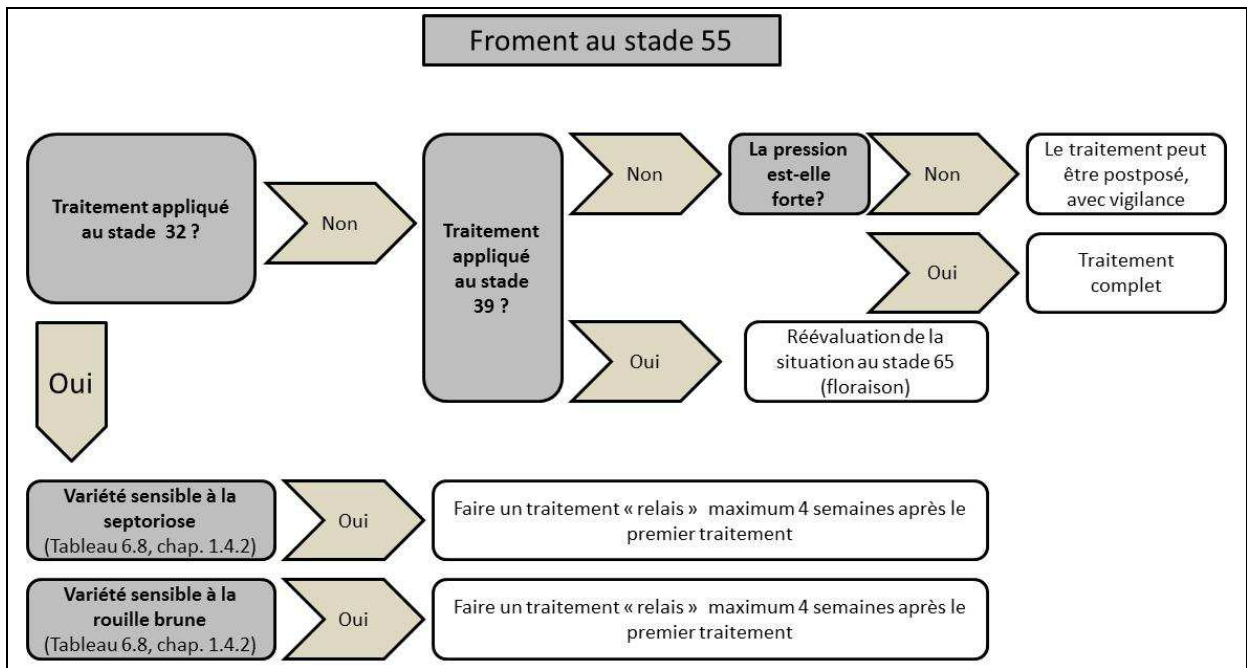 Froment au stade 55
Traitement appliqué
au stade 32 ?
Non
Traitement
appliqué
au stade
39 ?
Non
La pression
est-elle
forte?
Non
Le traitement peut
être postposé,
avec vigilance
Oui
Traitement
complet
Oui
Réévaluation de la
situation au stade 65
(floraison)
Oui
Variété sensible à la
septoriose
(Tableau 6.8, chap. 1.4.2)
Oui
Faire un traitement « relais » maximum 4 semaines après le
premier traitement
Variété sensible à la
rouille brune
(Tableau 6.8, chap. 1.4.2)
Oui
Faire un traitement « relais » maximum 4 semaines après le
premier traitement